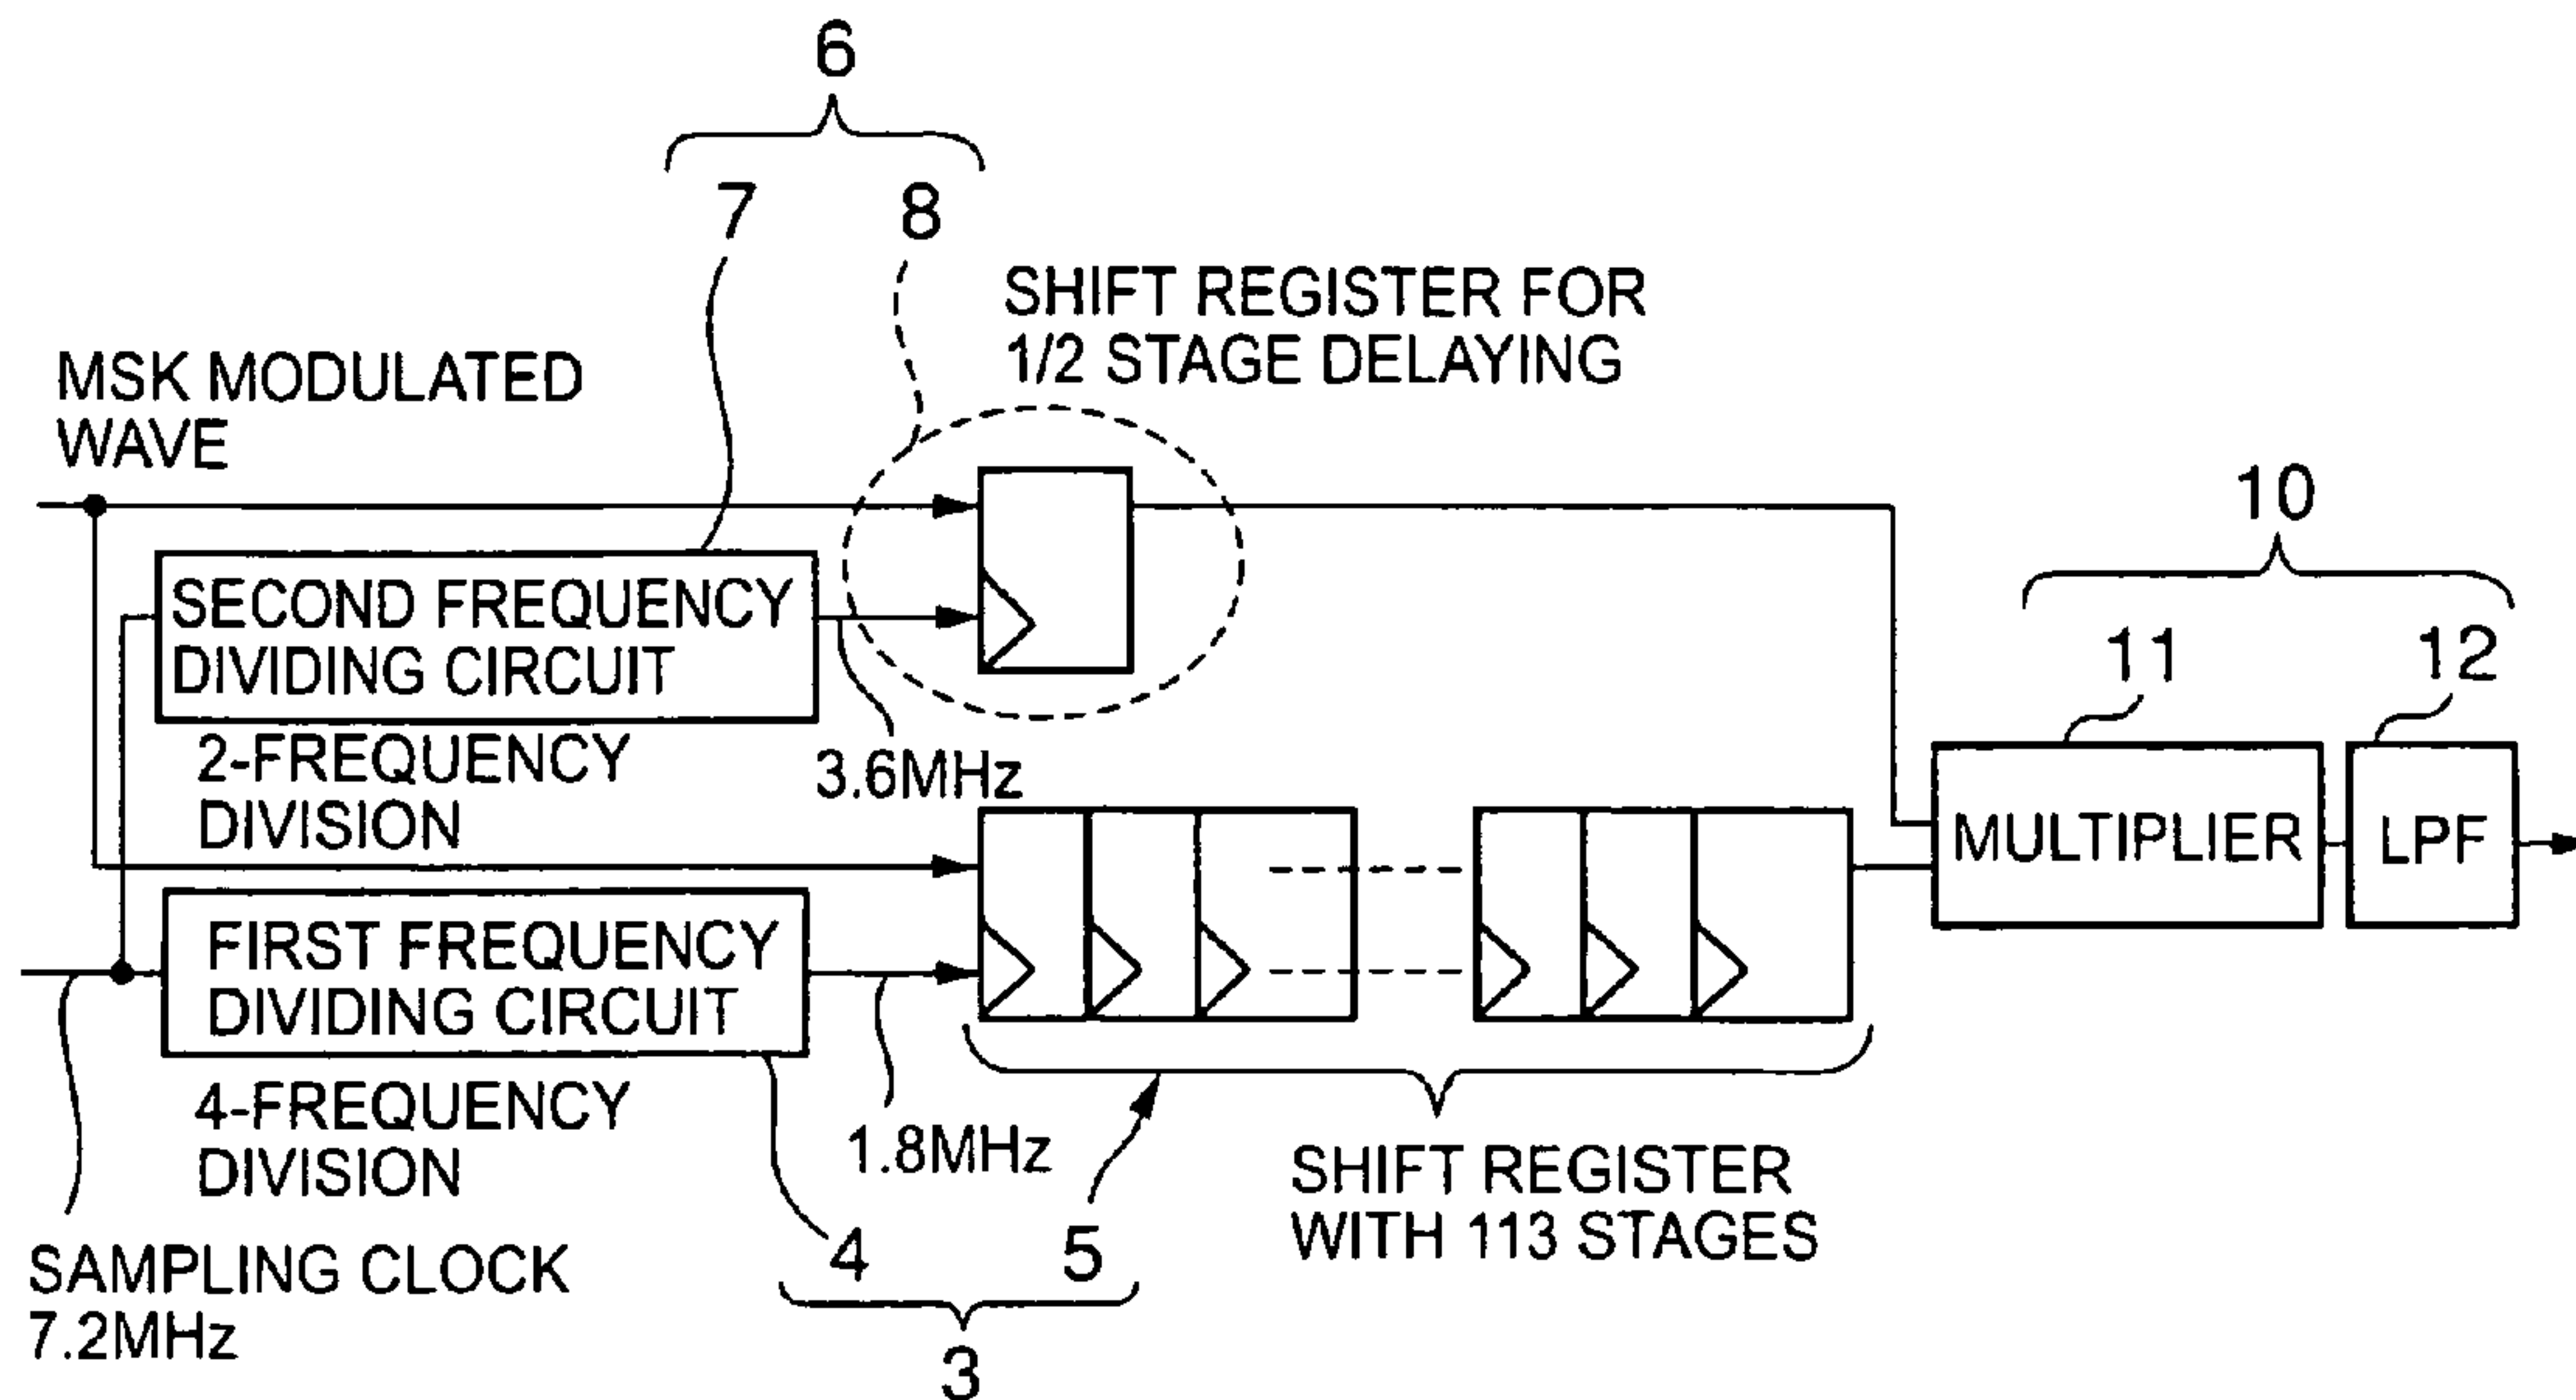 6
7
8
SHIFT REGISTER FOR
1/2 STAGE DELAYING
MSK MODULATED
WAVE
10
SECOND FREQUENCY
DIVIDING CIRCUIT
11
12
2-FREQUENCY
DIVISION
3.6MHz
MULTIPLIER
LPF
FIRST FREQUENCY
DIVIDING CIRCUIT
4-FREQUENCY
DIVISION
1.8MHz
SHIFT REGISTER
WITH 113 STAGES
SAMPLING CLOCK
7.2MHz
4
5
3